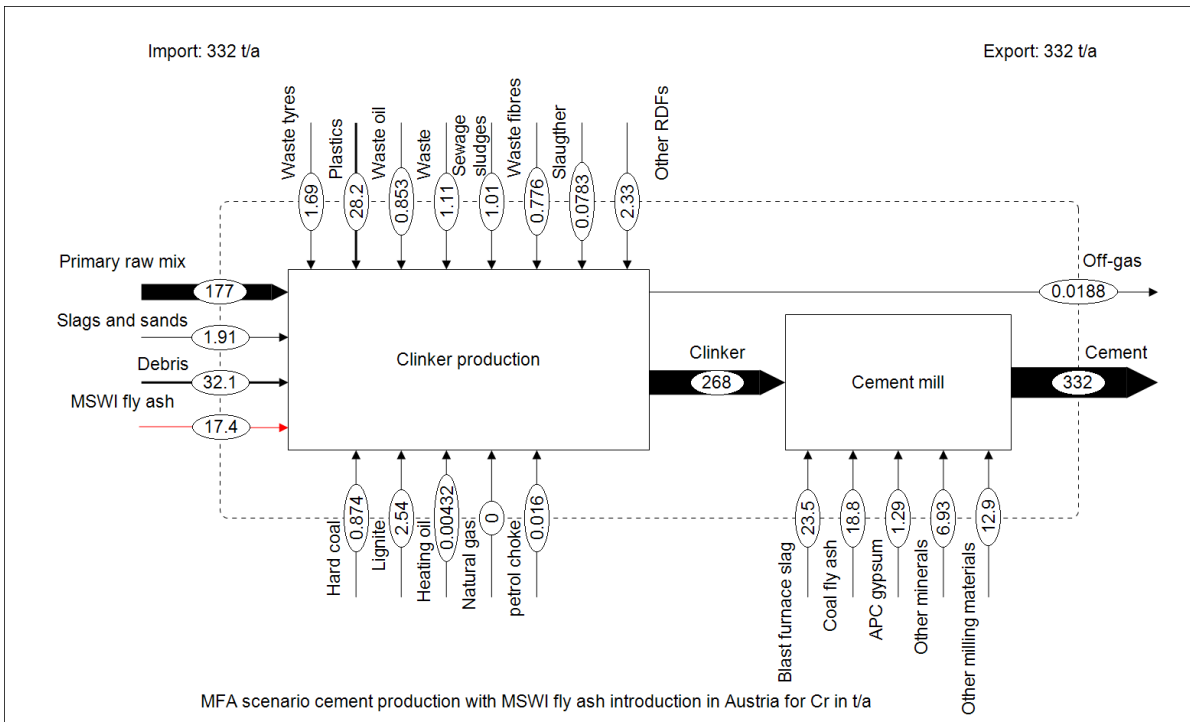 Import: 332 t/a
Export: 332 t/a
Waste tyres
Plastics
Waste oil
Waste
Sewage
sludges
Waste fibres
Slaugther
Other RDFs
1.69
28.2
0.853
1.11
1.01
0.776
0.0783
2.33
Primary raw mix
177
Slags and sands
1.91
Debris
32.1
MSWI fly ash
17.4
Clinker production
Off-gas
0.0188
Clinker
268
Cement mill
Cement
332
Hard coal
0.874
Lignite
2.54
Heating oil
0.00432
Natural gas
0
petrol choke
0.016
Blast furnace slag
23.5
Coal fly ash
18.8
APC gypsum
1.29
Other minerals
6.93
Other milling materials
12.9
MFA scenario cement production with MSWI fly ash introduction in Austria for Cr in t/a